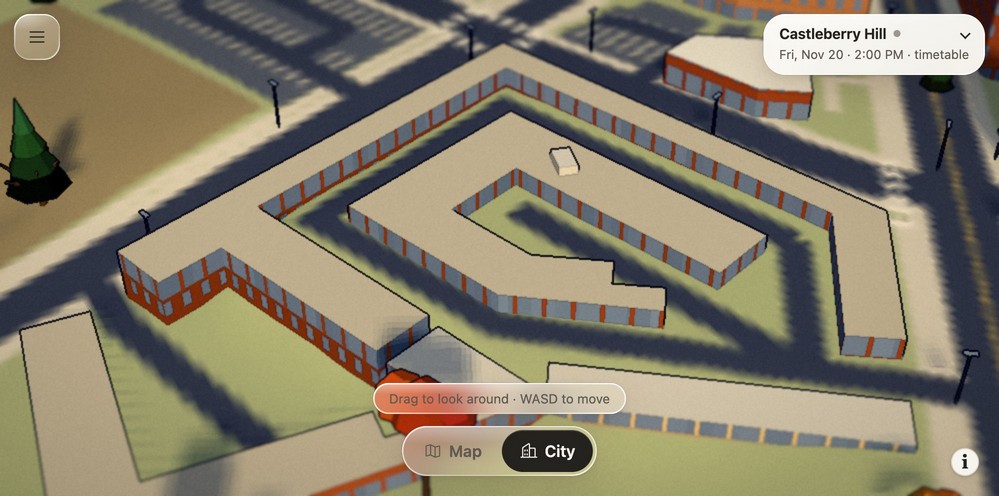 Castleberry Hill
Fri, Nov 20 · 2:00 PM · timetable
Drag to look around · WASD to move
Map
City
i